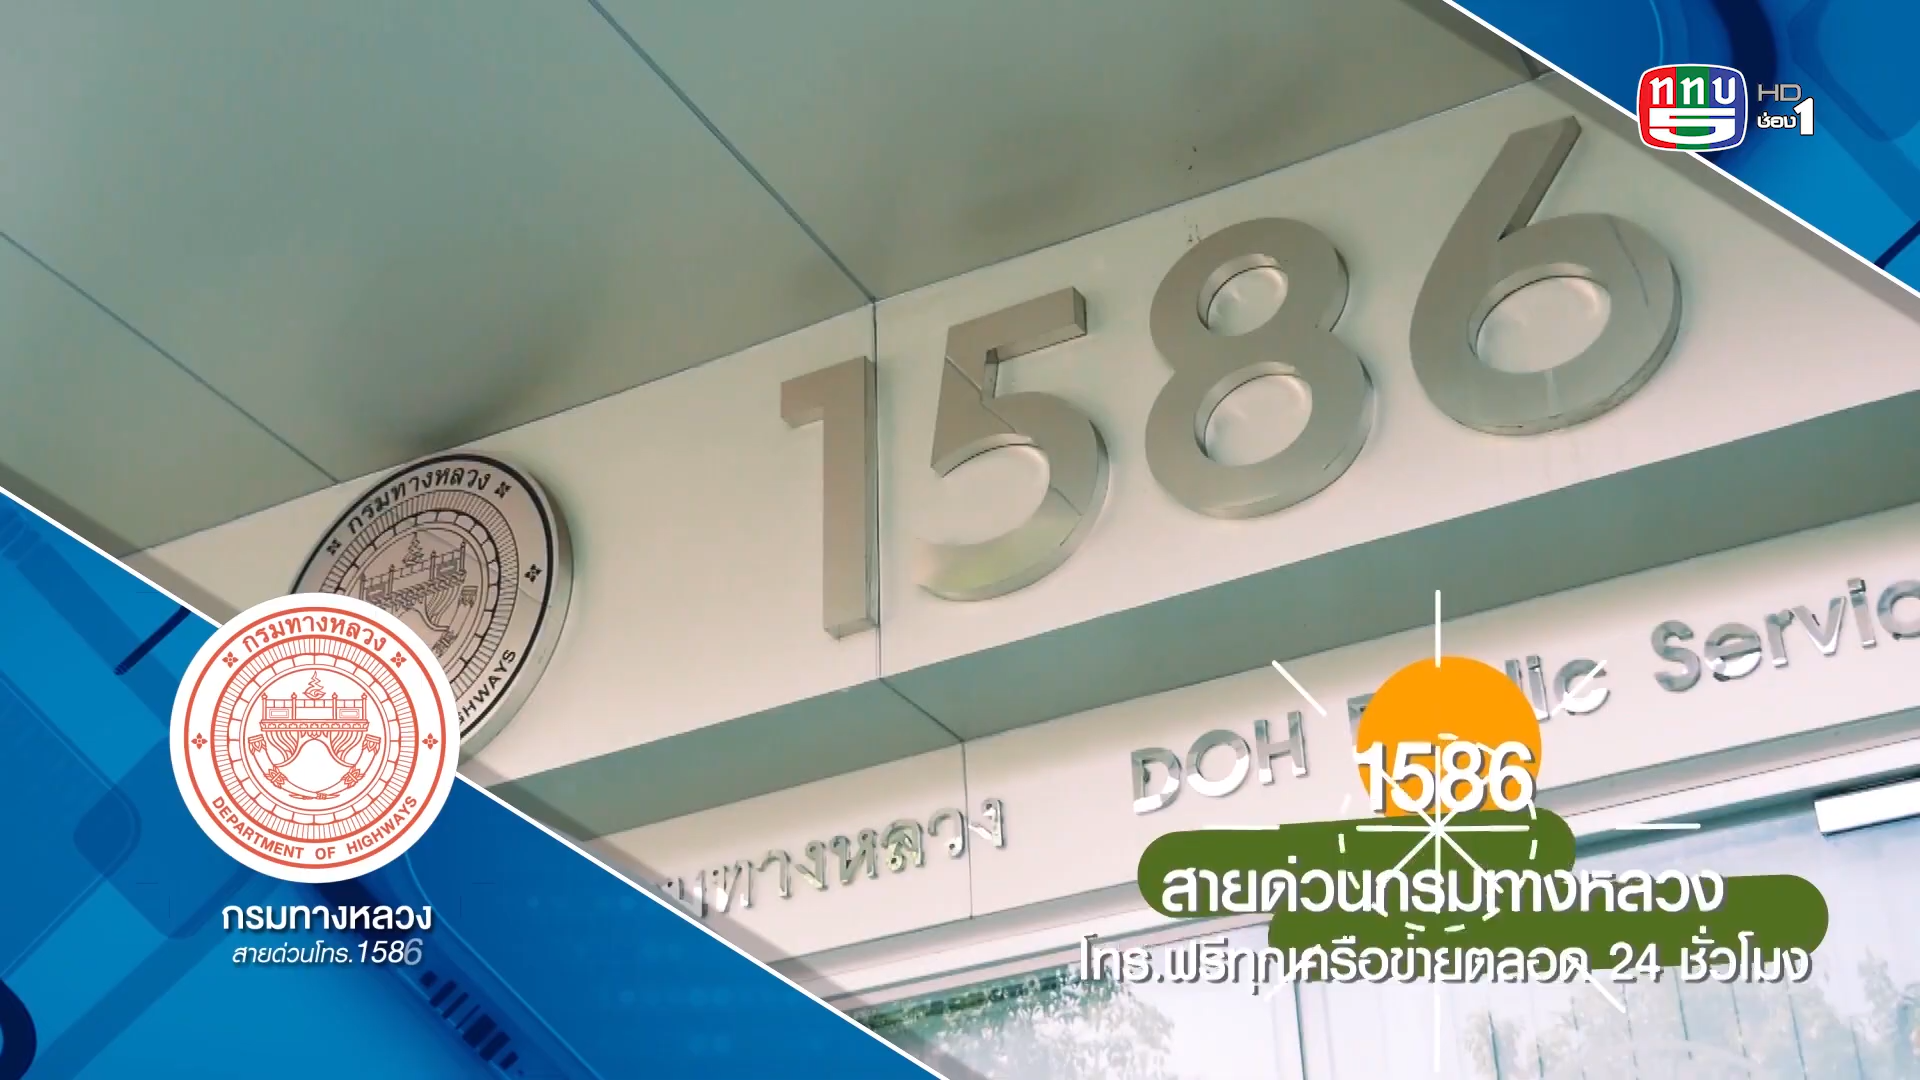 ททบ
5
HD
ช่อง1
1586
กรมทางหลวง
HIGHWAYS
DOH
Servic
ทางหลวง
กรมทางหลวง
DEPARTMENT OF HIGHWAYS
กรมทางหลวง
สายด่วนโทร.1586
1586
สายด่วนกรมทางหลวง
โทร.ฟรีทุกเครือข่ายตลอด 24 ชั่วโมง